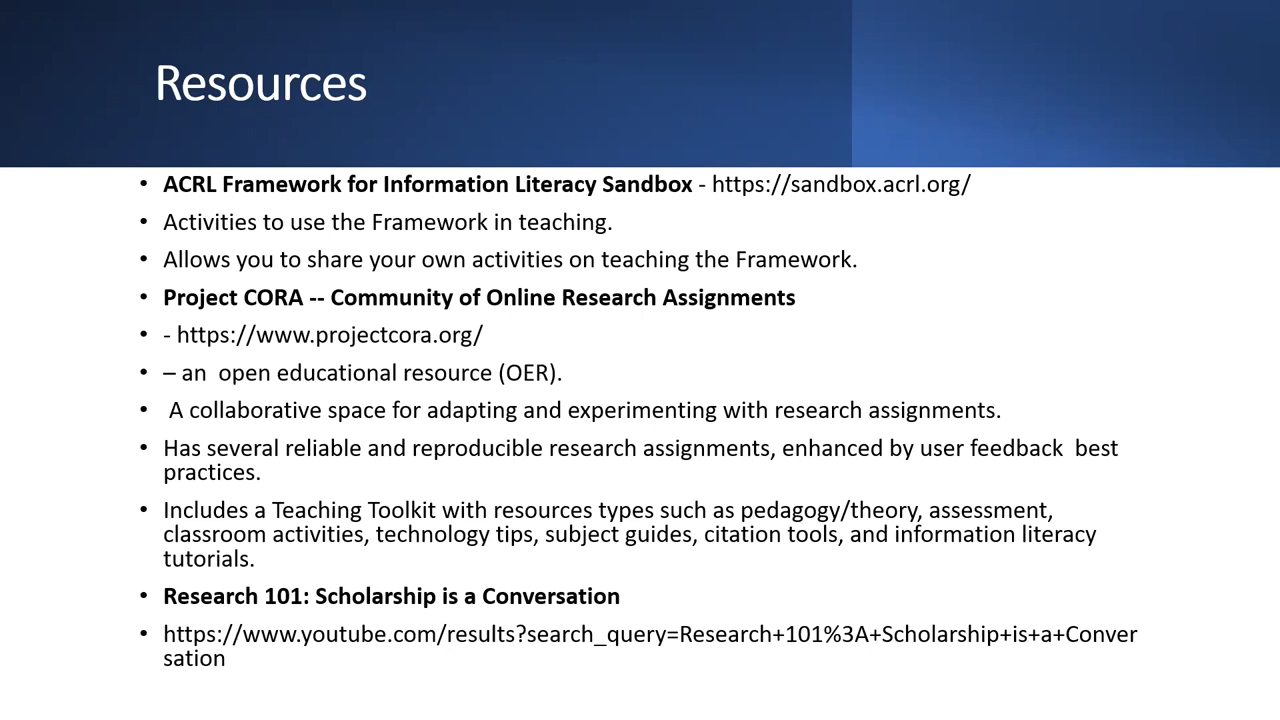 Resources
• ACRL Framework for Information Literacy Sandbox - https://sandbox.acrl.org/
• Activities to use the Framework in teaching.
• Allows you to share your own activities on teaching the Framework.
• Project CORA -- Community of Online Research Assignments
• - https://www.projectcora.org/
• – an  open educational resource (OER).
•  A collaborative space for adapting and experimenting with research assignments.
• Has several reliable and reproducible research assignments, enhanced by user feedback  best
practices.
• Includes a Teaching Toolkit with resources types such as pedagogy/theory, assessment,
classroom activities, technology tips, subject guides, citation tools, and information literacy
tutorials.
• Research 101: Scholarship is a Conversation
• https://www.youtube.com/results?search_query=Research+101%3A+Scholarship+is+a+Conver
sation